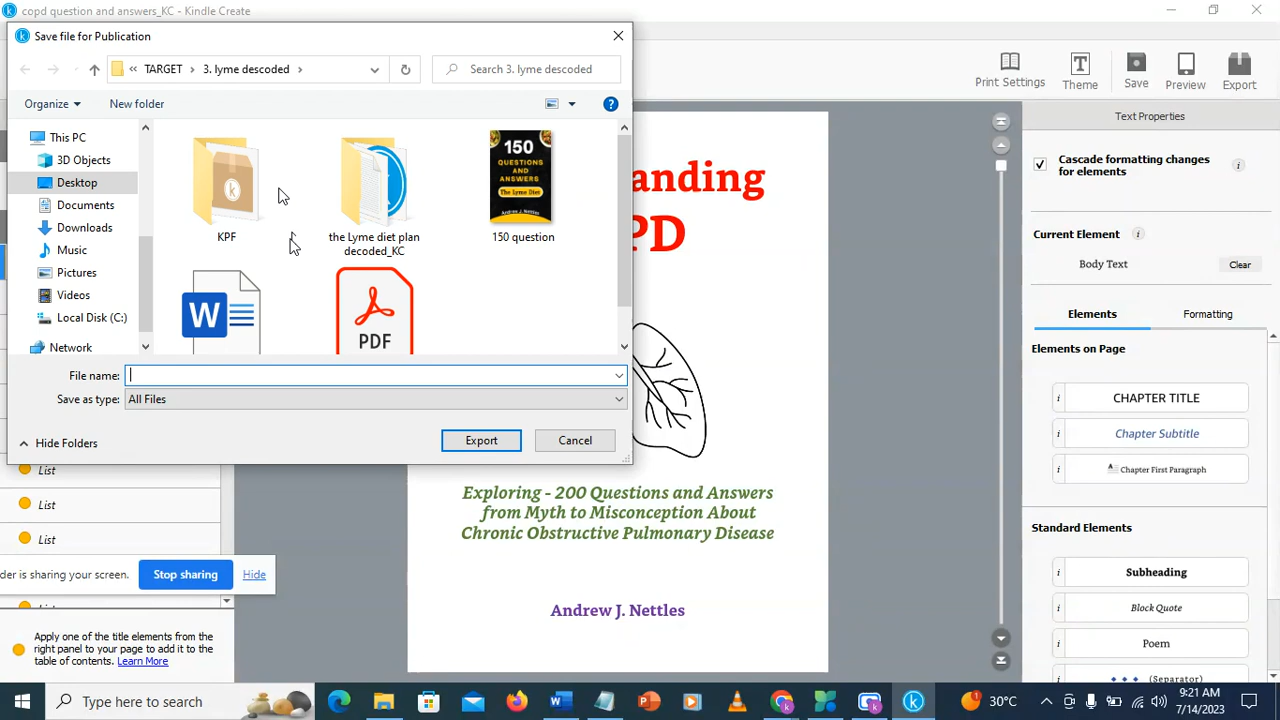 copd question and answers_KC - Kindle Create
Save file for Publication
TARGET
3. lyme descoded
Search 3. lyme descoded
Organize
New folder
This PC
3D Objects
Desktop
Documents
Downloads
Music
Pictures
Videos
Local Disk (C:)
Network
KPF
the Lyme diet plan
decoded_KC
150
QUESTIONS
AND
ANSWERS
The Lyme Diet
Andrew J. Nettles
150 question
W
PDF
File name:
Save as type:
All Files
Hide Folders
Export
Cancel
Print Settings
Theme
Save
Preview
Export
anding
PD
Exploring - 200 Questions and Answers
from Myth to Misconception About
Chronic Obstructive Pulmonary Disease
Andrew J. Nettles
Text Properties
Cascade formatting changes
for elements
Current Element
Body Text
Clear
Elements
Formatting
Elements on Page
CHAPTER TITLE
Chapter Subtitle
Chapter First Paragraph
Standard Elements
Subheading
Block Quote
Poem
(Separator)
List
List
List
der is sharing your screen.
Stop sharing
Hide
Apply one of the title elements from the
right panel to your page to add it to the
table of contents. Learn More
Type here to search
30°C
9:21 AM
7/14/2023